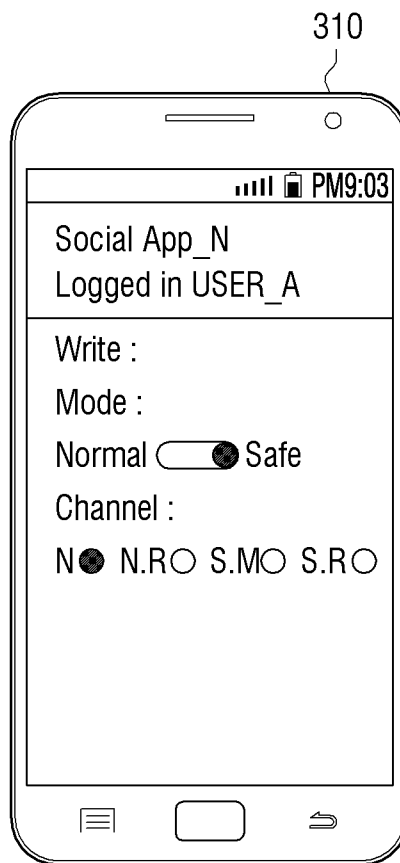 310
PM9:03
Social App_N
Logged in USER_A
Write :
Mode :
Normal Safe
Channel :
N N.R S.M S.R